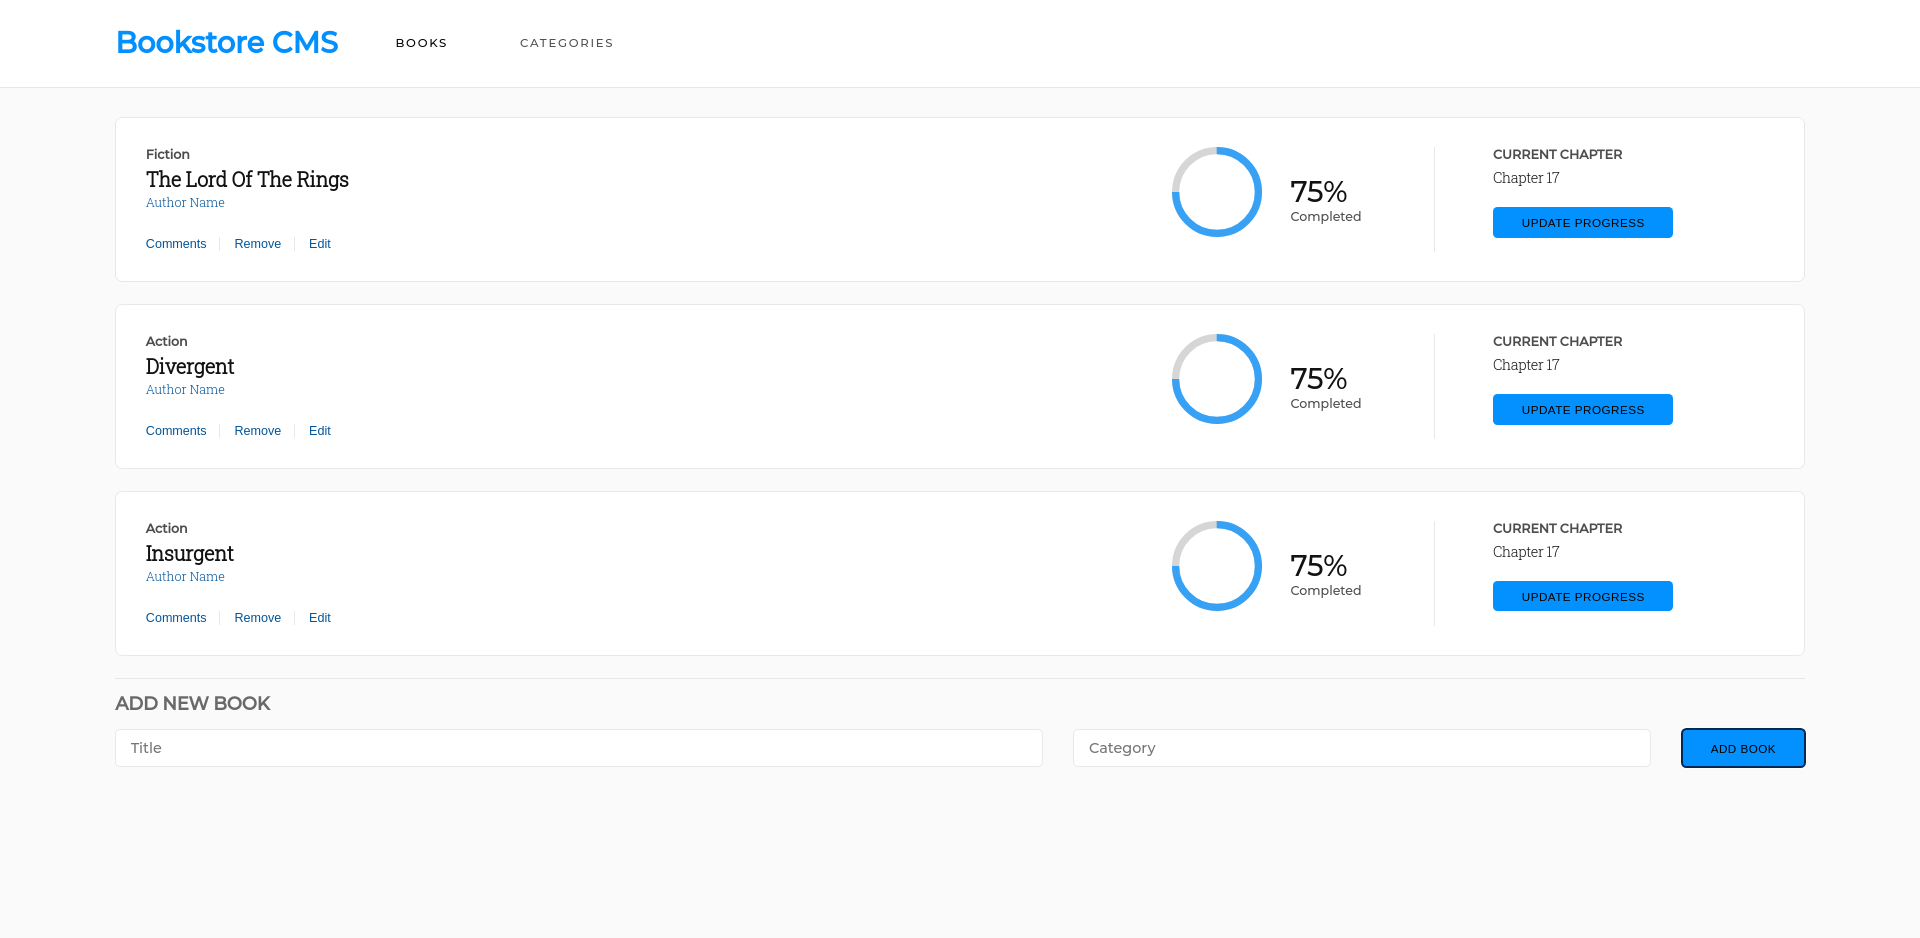 Bookstore CMS BOOKS CATEGORIES
Fiction
The Lord Of The Rings
Author Name
Comments Remove Edit
75%
Completed
CURRENT CHAPTER
Chapter 17
UPDATE PROGRESS
Action
Divergent
Author Name
Comments Remove Edit
75%
Completed
CURRENT CHAPTER
Chapter 17
UPDATE PROGRESS
Action
Insurgent
Author Name
Comments Remove Edit
75%
Completed
CURRENT CHAPTER
Chapter 17
UPDATE PROGRESS
ADD NEW BOOK
Title Category ADD BOOK